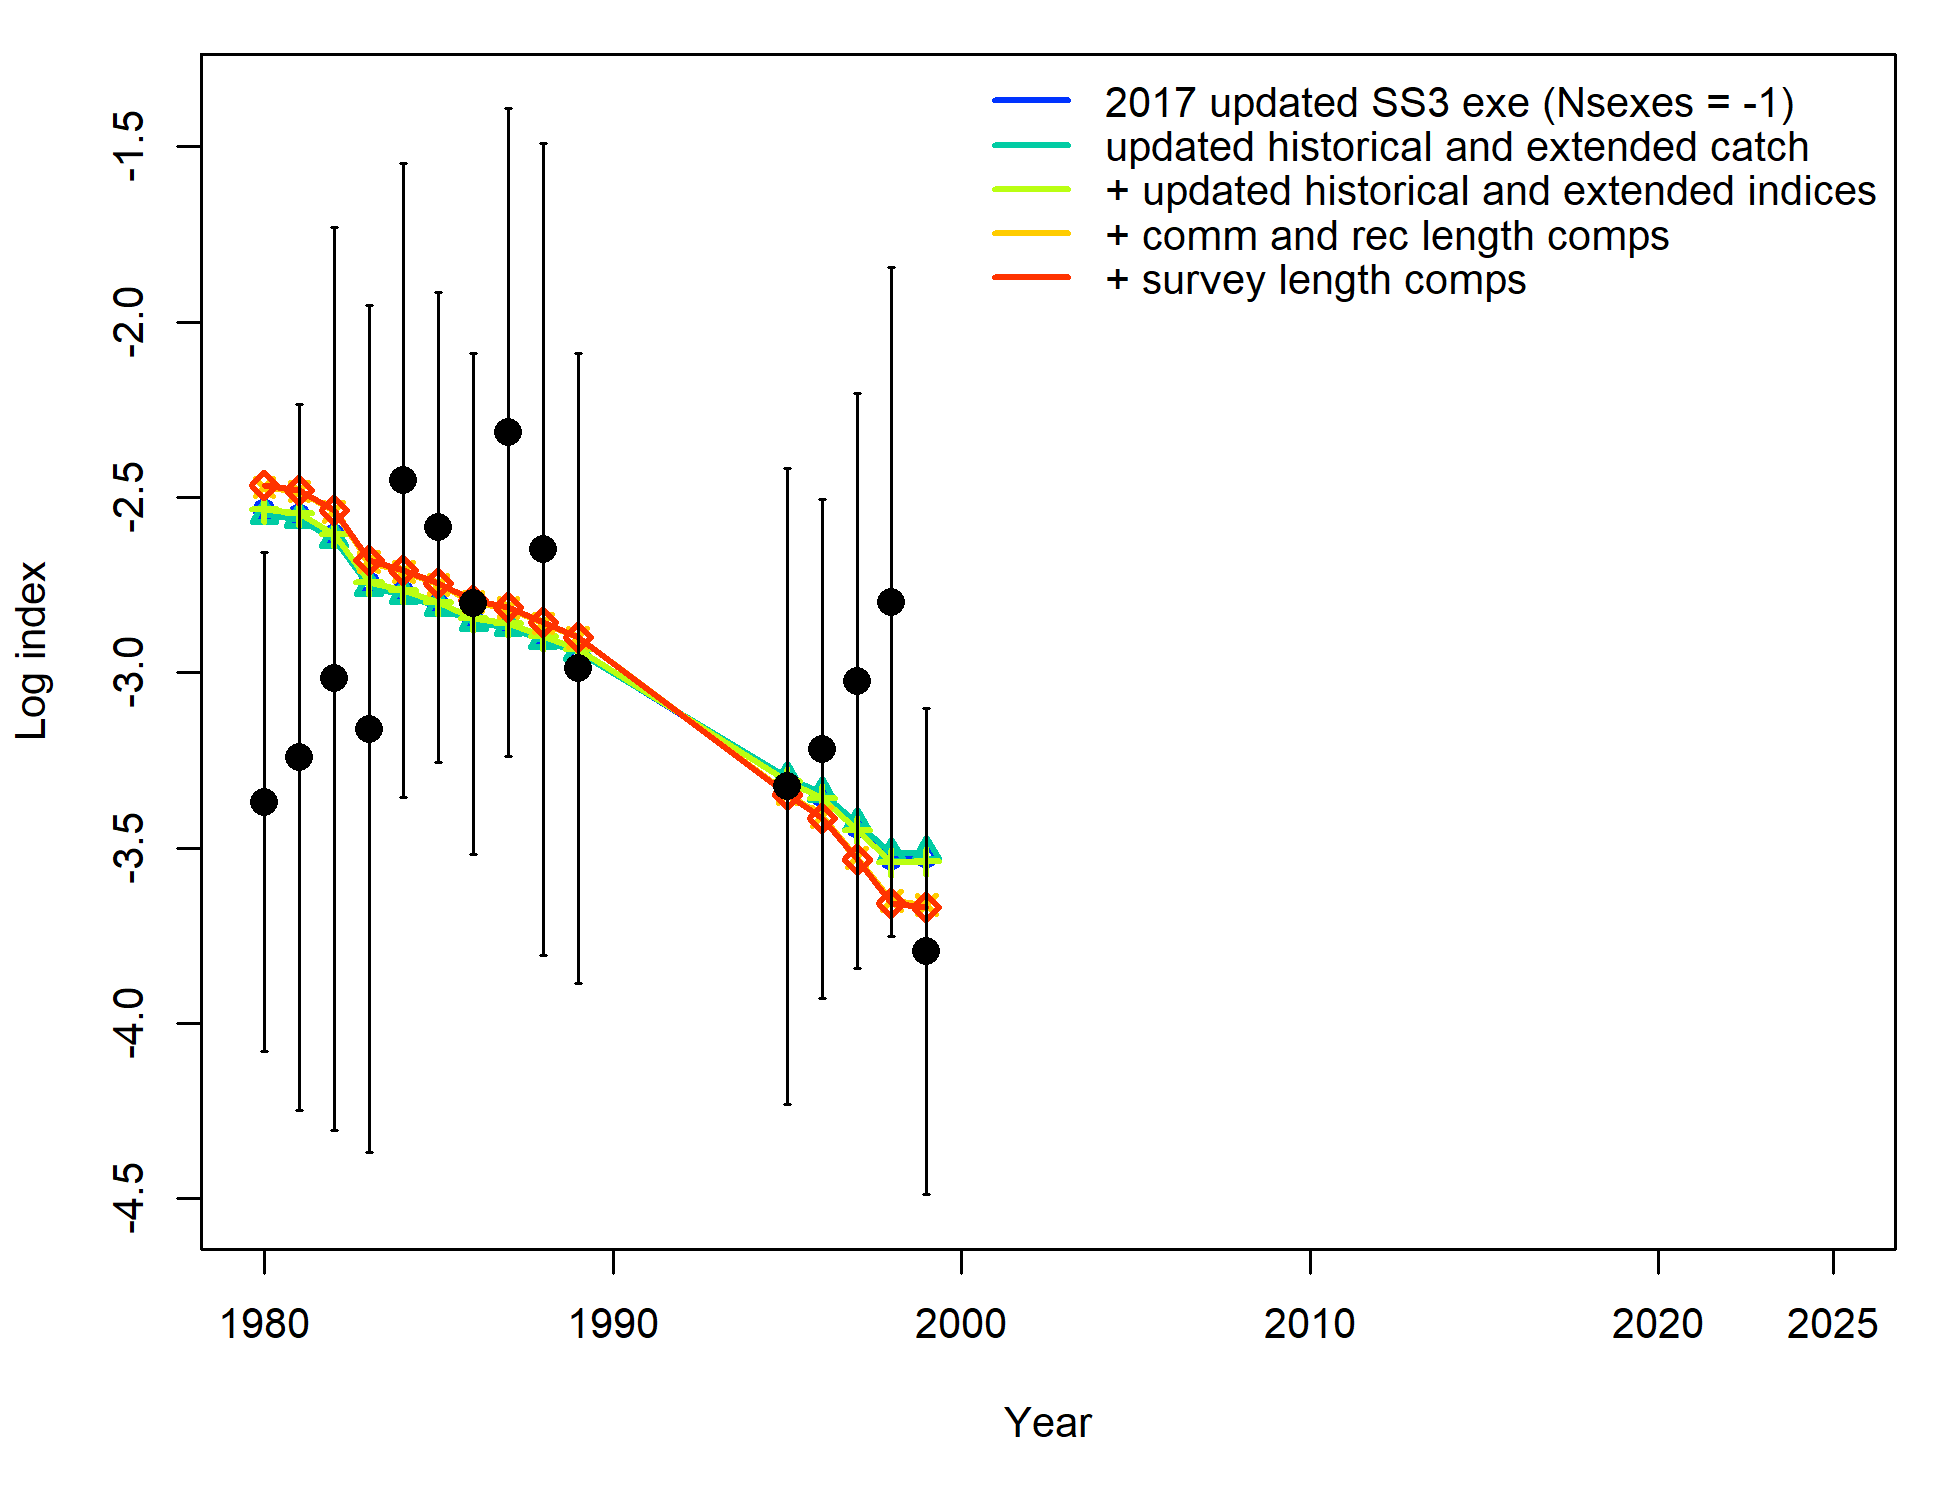 2017 updated SS3 exe (Nsexes = -1)
updated historical and extended catch
+ updated historical and extended indices
+ comm and rec length comps
+ survey length comps
Log index
-1.5
-2.0
-2.5
-3.0
-3.5
-4.0
-4.5
1980 1990 2000 2010 2020 2025
Year